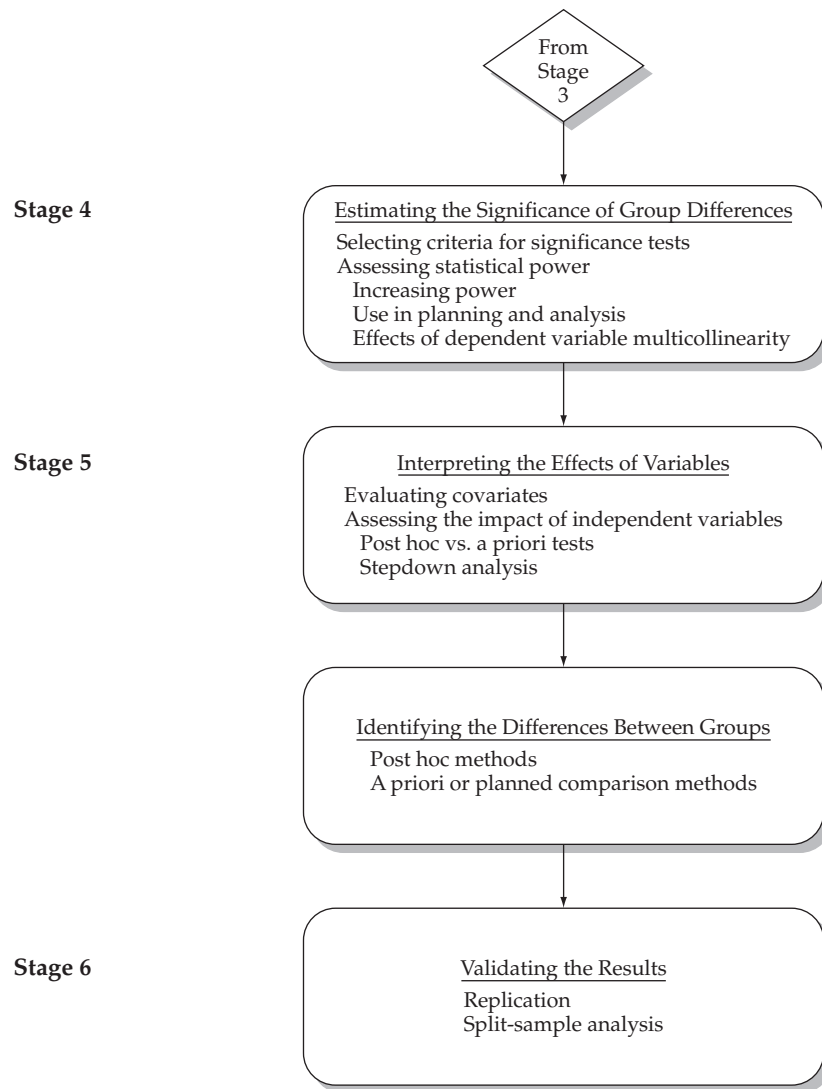 From
Stage
3
Stage 4
Estimating the Significance of Group Differences
Selecting criteria for significance tests
Assessing statistical power
Increasing power
Use in planning and analysis
Effects of dependent variable multicollinearity
Stage 5
Interpreting the Effects of Variables
Evaluating covariates
Assessing the impact of independent variables
Post hoc vs. a priori tests
Stepdown analysis
Identifying the Differences Between Groups
Post hoc methods
A priori or planned comparison methods
Stage 6
Validating the Results
Replication
Split-sample analysis